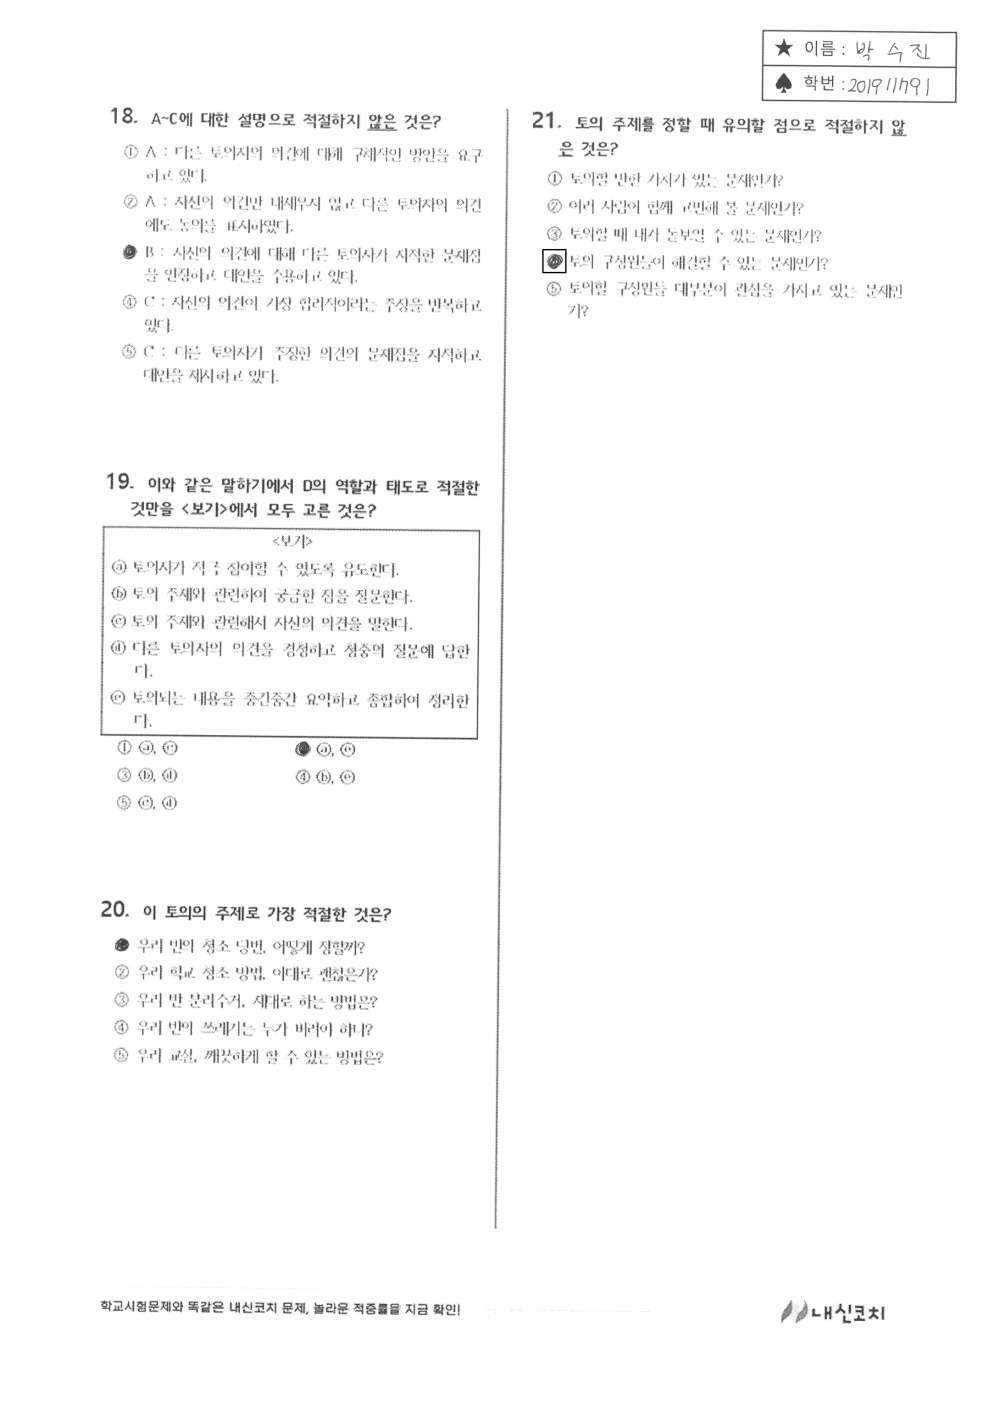 ★ 이름 : 박 수진
♠ 학번 : 201911791
18. A~C에 대한 설명으로 적절하지 않은 것은?
① A : 다른 토의자의 의견에 대해 구체적인 방안을 요구
하고 있다.
② A : 자신의 의견만 내세우지 않고 다른 토의자의 의견
에도 동의를 표시하였다.
● B : 자신의 의견에 대해 다른 토의자가 지적한 문제점
을 인정하고 대안을 수용하고 있다.
④ C : 자신의 의견이 가장 합리적이라는 주장을 반복하고
있다.
⑤ C : 다른 토의자가 주장한 의견의 문제점을 지적하고
대안을 제시하고 있다.
19. 이와 같은 말하기에서 D의 역할과 태도로 적절한
것만을 <보기>에서 모두 고른 것은?
<보기>
ⓐ 토의자가 적극 참여할 수 있도록 유도한다.
ⓑ 토의 주제와 관련하여 궁금한 점을 질문한다.
ⓒ 토의 주제와 관련해서 자신의 의견을 말한다.
ⓓ 다른 토의자의 의견을 경청하고 청중의 질문에 답한
다.
ⓔ 토의되는 내용을 중간중간 요약하고 종합하여 정리한
다.
① ⓐ, ⓒ ● ⓐ, ⓔ
③ ⓑ, ⓓ ④ ⓑ, ⓔ
⑤ ⓒ, ⓓ
20. 이 토의의 주제로 가장 적절한 것은?
● 우리 반의 청소 당번, 어떻게 정할까?
② 우리 학교 청소 방법, 이대로 괜찮은가?
③ 우리 반 분리수거, 제대로 하는 방법은?
④ 우리 반의 쓰레기는 누가 버려야 하나?
⑤ 우리 교실, 깨끗하게 할 수 있는 방법은?
21. 토의 주제를 정할 때 유의할 점으로 적절하지 않
은 것은?
① 토의할 만한 가치가 있는 문제인가?
② 여러 사람이 함께 고민해 볼 문제인가?
③ 토의할 때 내가 돋보일 수 있는 문제인가?
● 토의 구성원들이 해결할 수 있는 문제인가?
⑤ 토의할 구성원들 대부분이 관심을 가지고 있는 문제인
가?
학교시험문제와 똑같은 내신코치 문제, 놀라운 적중률을 지금 확인!
내신코치